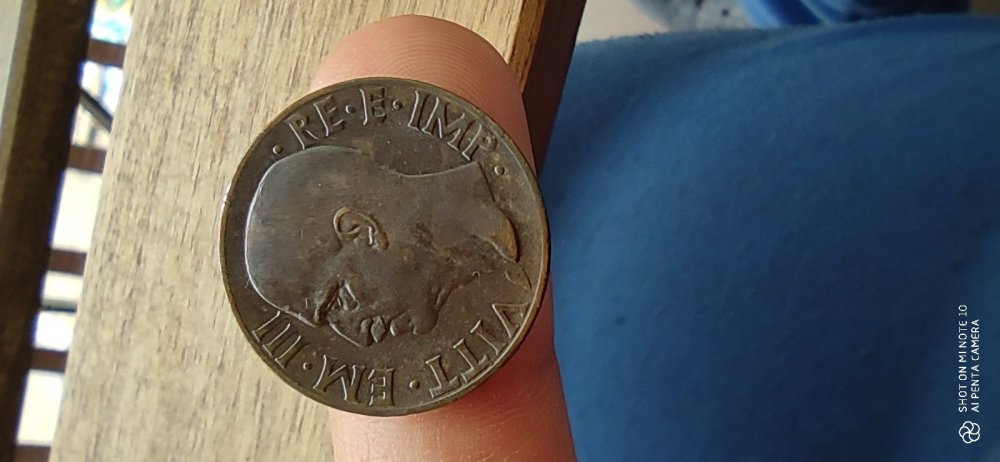 VITT · EM · III · RE · E · IMP ·
SHOT ON MI NOTE 10
AI PENTA CAMERA